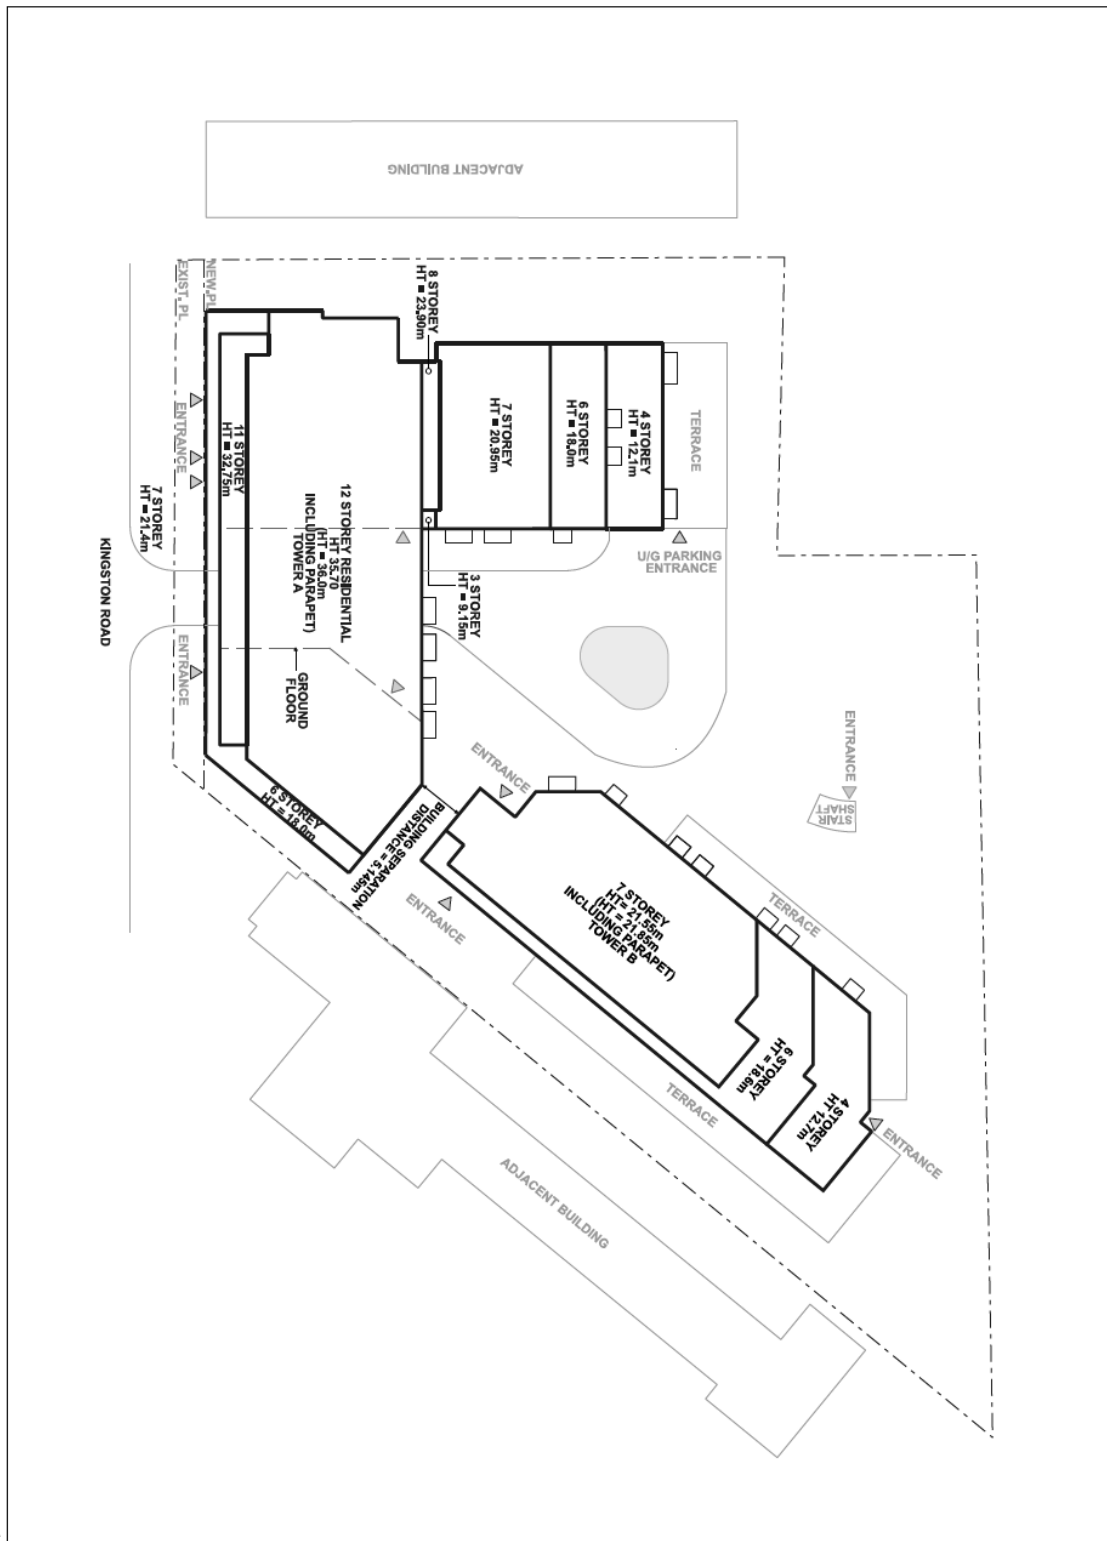 ADJACENT BUILDING
EXIST. PL
NEW PL
8 STOREY
HT = 23.90m
ENTRANCE
11 STOREY
HT = 32.75m
7 STOREY
HT = 21.4m
KINGSTON ROAD
12 STOREY RESIDENTIAL
HT 35.70
(HT = 36.0m
INCLUDING PARAPET)
TOWER A
7 STOREY
HT = 20.95m
6 STOREY
HT = 18.0m
4 STOREY
HT = 12.1m
TERRACE
U/G PARKING
ENTRANCE
3 STOREY
HT = 9.15m
ENTRANCE
GROUND
FLOOR
6 STOREY
HT = 18.0m
BUILDING SEPARATION
DISTANCE = 5.145m
ENTRANCE
ENTRANCE
ENTRANCE
STAIR
SHAFT
TERRACE
7 STOREY
HT= 21.55m
(HT = 21.85m
INCLUDING PARAPET)
TOWER B
6 STOREY
HT = 18.6m
4 STOREY
HT 12.7m
TERRACE
ENTRANCE
ADJACENT BUILDING